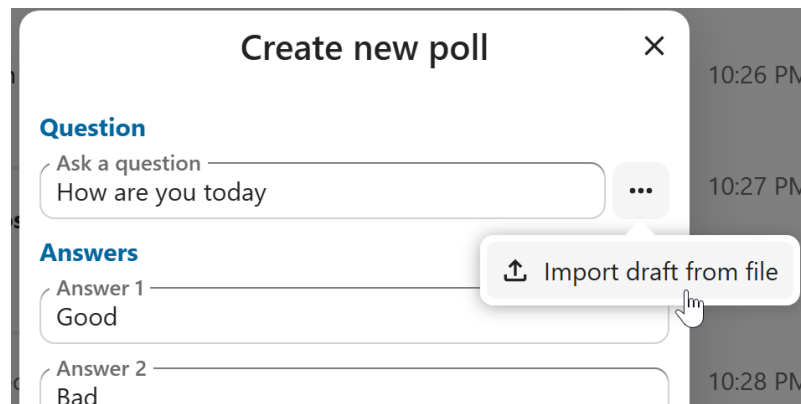 Create new poll
10:26 PM
Question
Ask a question
How are you today
10:27 PM
Answers
Import draft from file
Answer 1
Good
Answer 2
Bad
10:28 PM